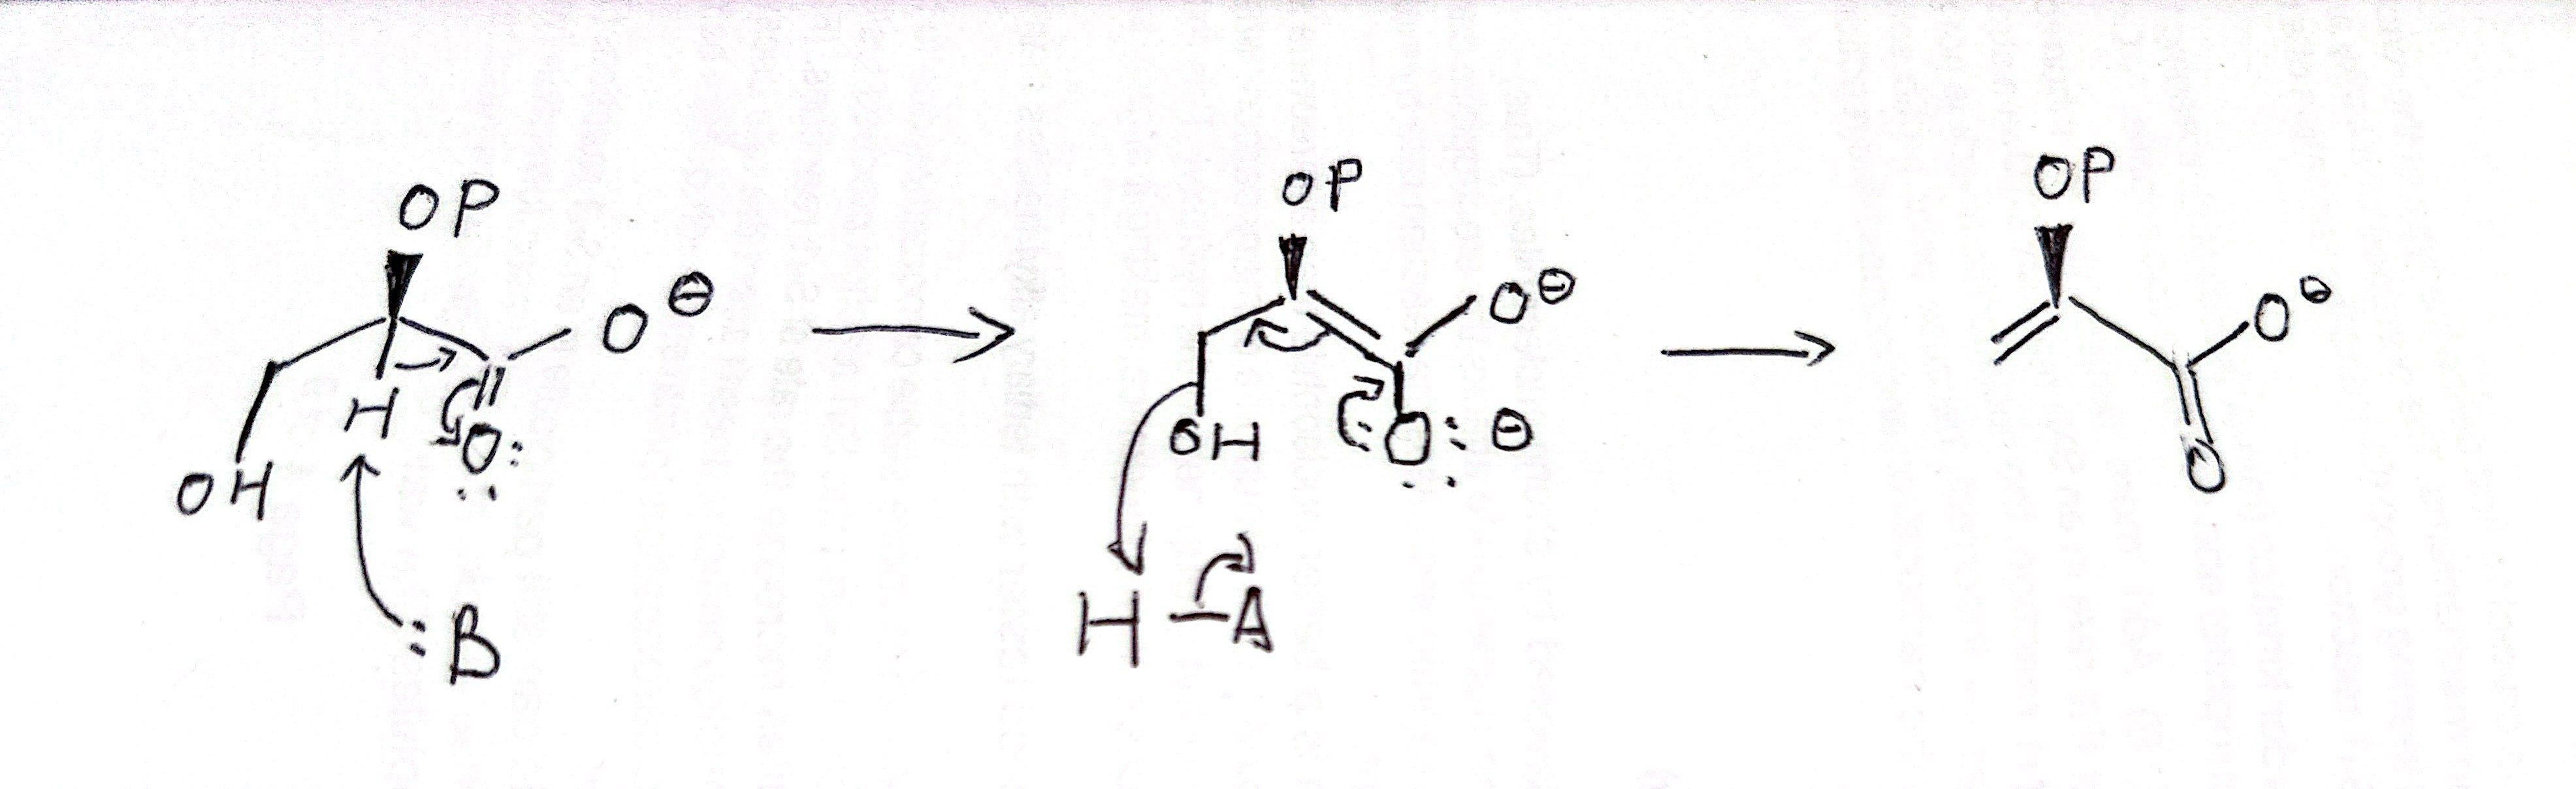 OP OP OP
O ⊖ O ⊖ O ⊖
H O: OH :O: ⊖ O
OH
H–A
:B